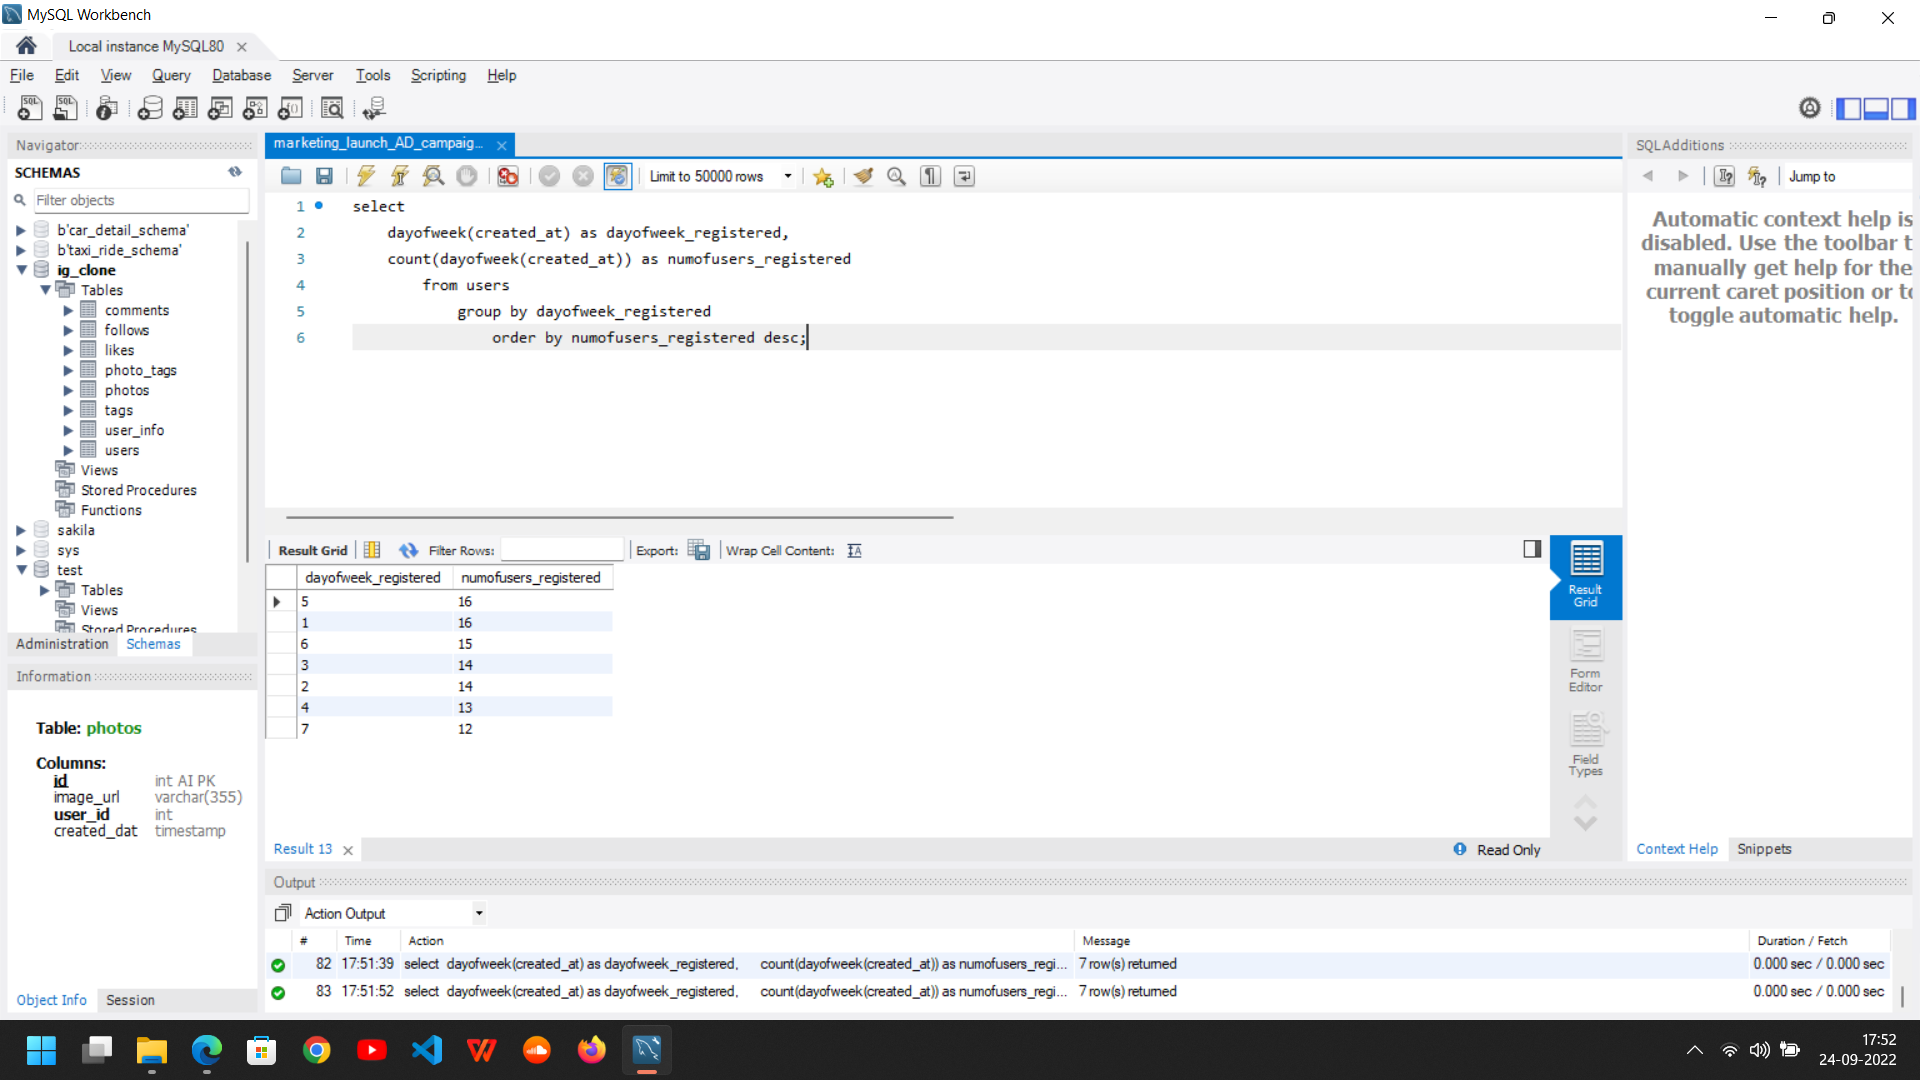 MySQL Workbench
Local instance MySQL80
File Edit View Query Database Server Tools Scripting Help
Navigator
SCHEMAS
Filter objects
b'car_detail_schema'
b'taxi_ride_schema'
ig_clone
Tables
comments
follows
likes
photo_tags
photos
tags
user_info
users
Views
Stored Procedures
Functions
sakila
sys
test
Tables
Views
Stored Procedures
Administration Schemas
Information
Table: photos
Columns:
id int AI PK
image_url varchar(355)
user_id int
created_dat timestamp
Object Info Session
marketing_launch_AD_campaig...
Limit to 50000 rows
1 select
2 dayofweek(created_at) as dayofweek_registered,
3 count(dayofweek(created_at)) as numofusers_registered
4 from users
5 group by dayofweek_registered
6 order by numofusers_registered desc;
Result Grid Filter Rows: Export: Wrap Cell Content:
dayofweek_registered numofusers_registered
5 16
1 16
6 15
3 14
2 14
4 13
7 12
Result
Grid
Form
Editor
Field
Types
Result 13
Read Only
SQLAdditions
Jump to
Automatic context help is
disabled. Use the toolbar t
manually get help for the
current caret position or to
toggle automatic help.
Context Help Snippets
Output
Action Output
# Time Action Message Duration / Fetch
82 17:51:39 select dayofweek(created_at) as dayofweek_registered, count(dayofweek(created_at)) as numofusers_regi... 7 row(s) returned 0.000 sec / 0.000 sec
83 17:51:52 select dayofweek(created_at) as dayofweek_registered, count(dayofweek(created_at)) as numofusers_regi... 7 row(s) returned 0.000 sec / 0.000 sec
17:52
24-09-2022